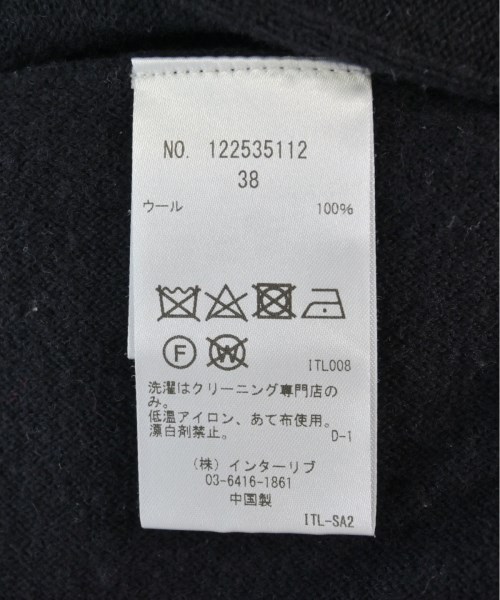 NO. 122535112
38
ウール 100%
F W
ITL008
洗濯はクリーニング専門店の
み。
低温アイロン、あて布使用。
漂白剤禁止。 D-1
(株) インターリブ
03-6416-1861
中国製
ITL-SA2